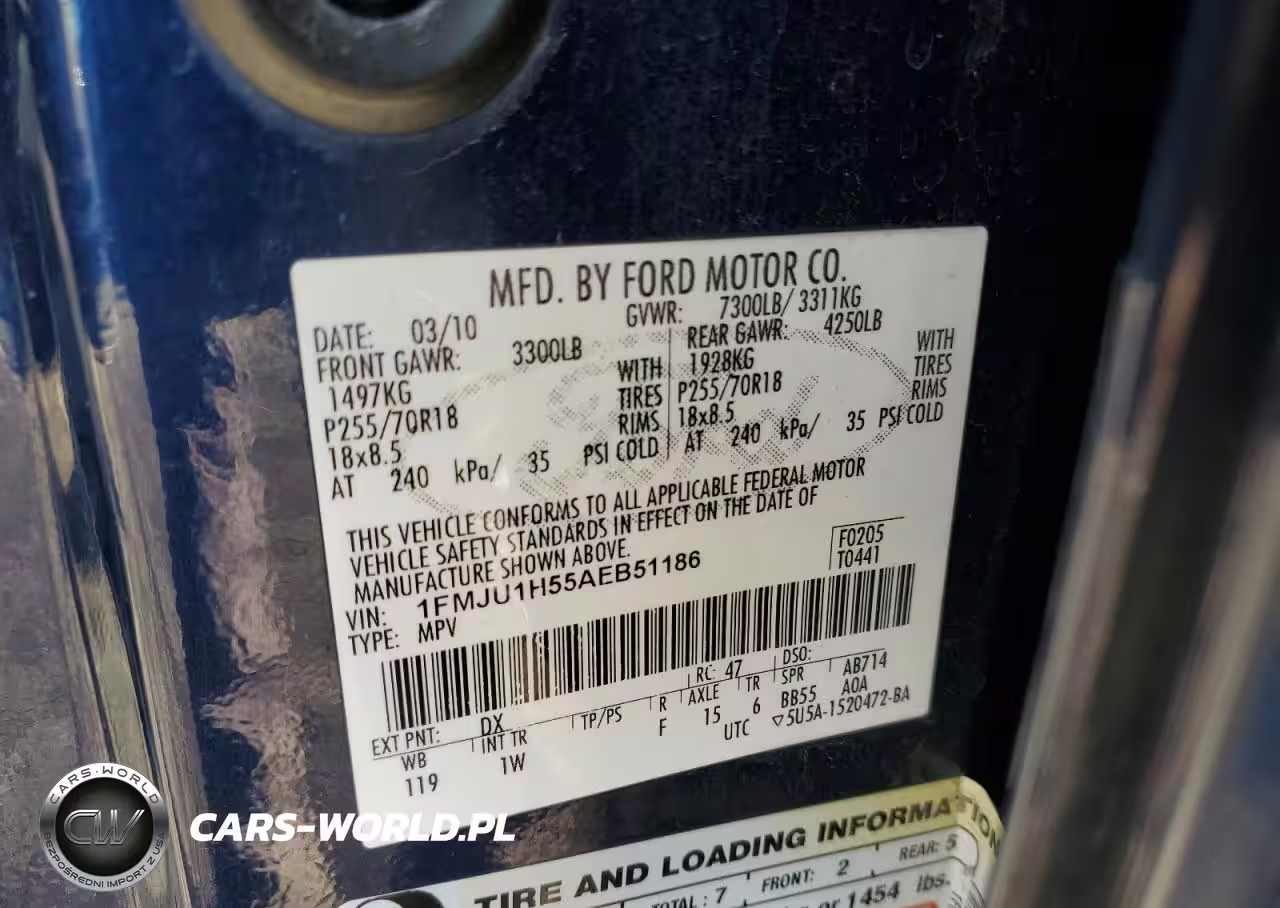 MFD. BY FORD MOTOR CO.
DATE: 03/10 GVWR: 7300LB/ 3311KG
FRONT GAWR: 3300LB REAR GAWR: 4250LB
1497KG WITH 1928KG WITH
P255/70R18 TIRES P255/70R18 TIRES
18x8.5 RIMS 18x8.5 RIMS
AT 240 kPa/ 35 PSI COLD AT 240 kPa/ 35 PSI COLD
THIS VEHICLE CONFORMS TO ALL APPLICABLE FEDERAL MOTOR
VEHICLE SAFETY STANDARDS IN EFFECT ON THE DATE OF
MANUFACTURE SHOWN ABOVE.
F0205
T0441
VIN: 1FMJU1H55AEB51186
TYPE: MPV
EXT PNT: DX RC: 47 DSO:
WB INT TR TP/PS R AXLE TR SPR AB714
119 1W F 15 6 BB55 A0A
UTC ▽5U5A-1520472-BA
TIRE AND LOADING INFORMATION
TOTAL: 7 FRONT: 2 REAR: 5
or 1454 lbs.
CARS-WORLD
CW
BEZPOŚREDNI IMPORT Z USA
CARS-WORLD.PL
Ford